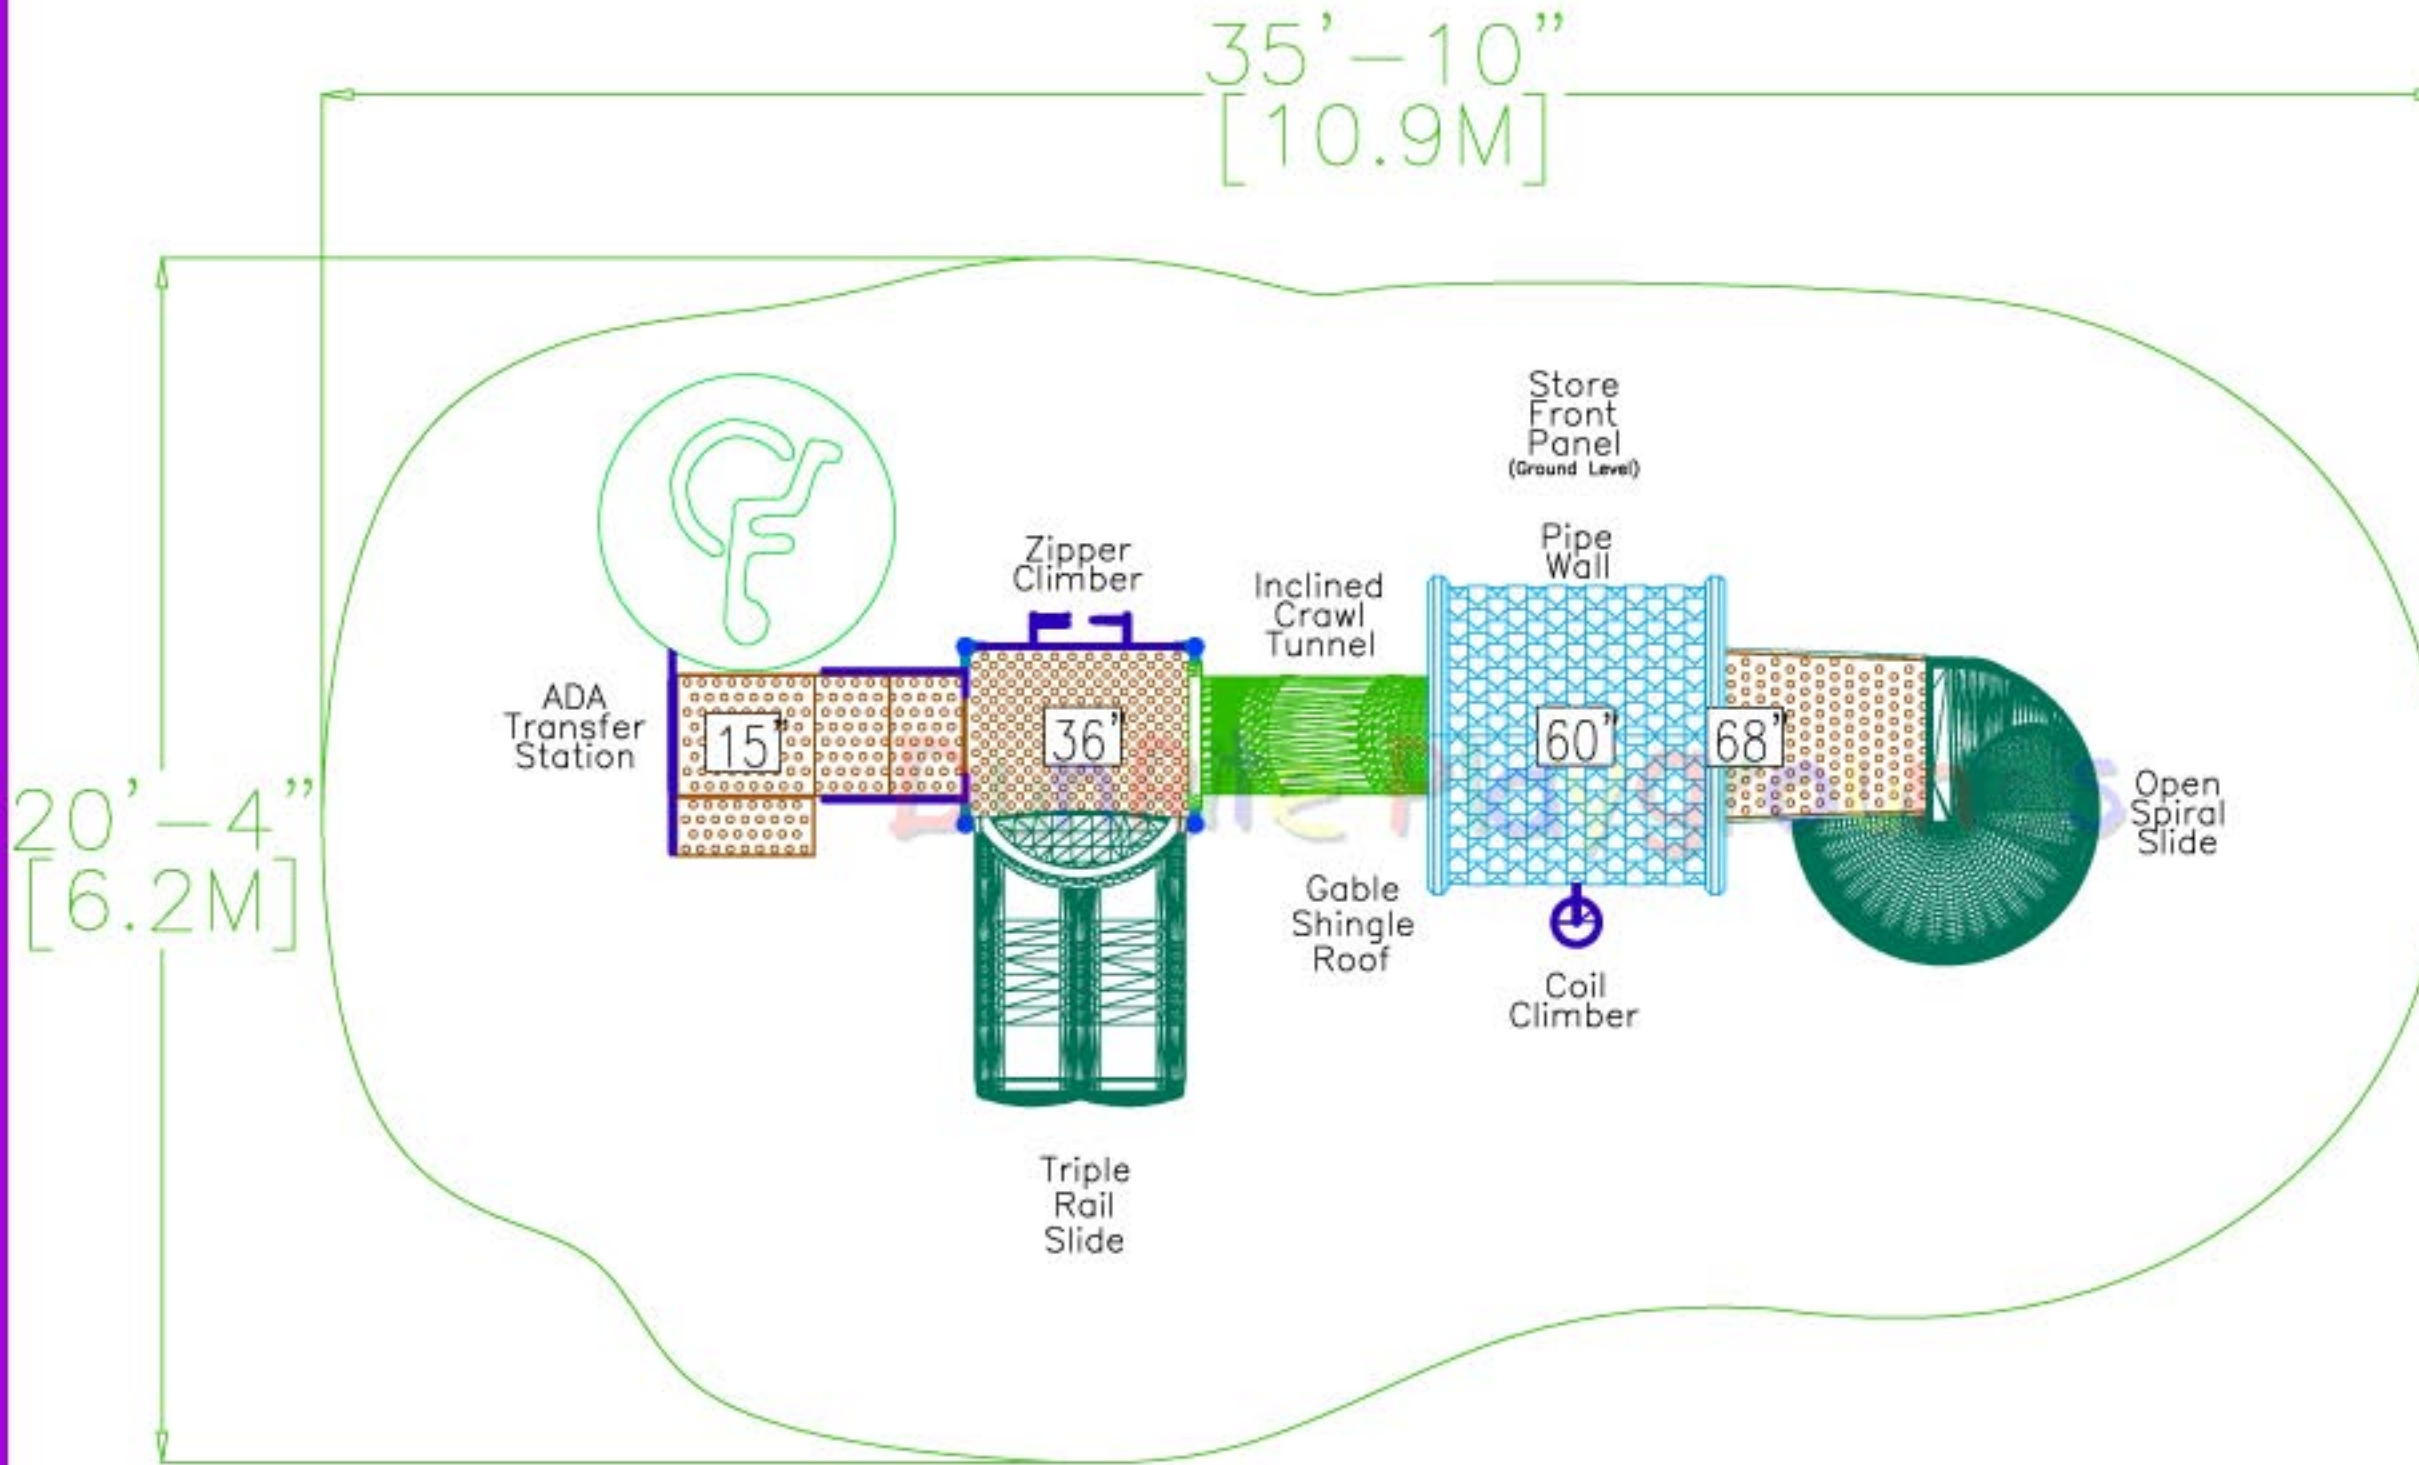 35'-10"
[10.9M]
20'-4"
[6.2M]
Store
Front
Panel
(Ground Level)
Zipper
Climber
Inclined
Crawl
Tunnel
Pipe
Wall
ADA
Transfer
Station
15"
36"
60"
68"
Open
Spiral
Slide
Gable
Shingle
Roof
Coil
Climber
Triple
Rail
Slide